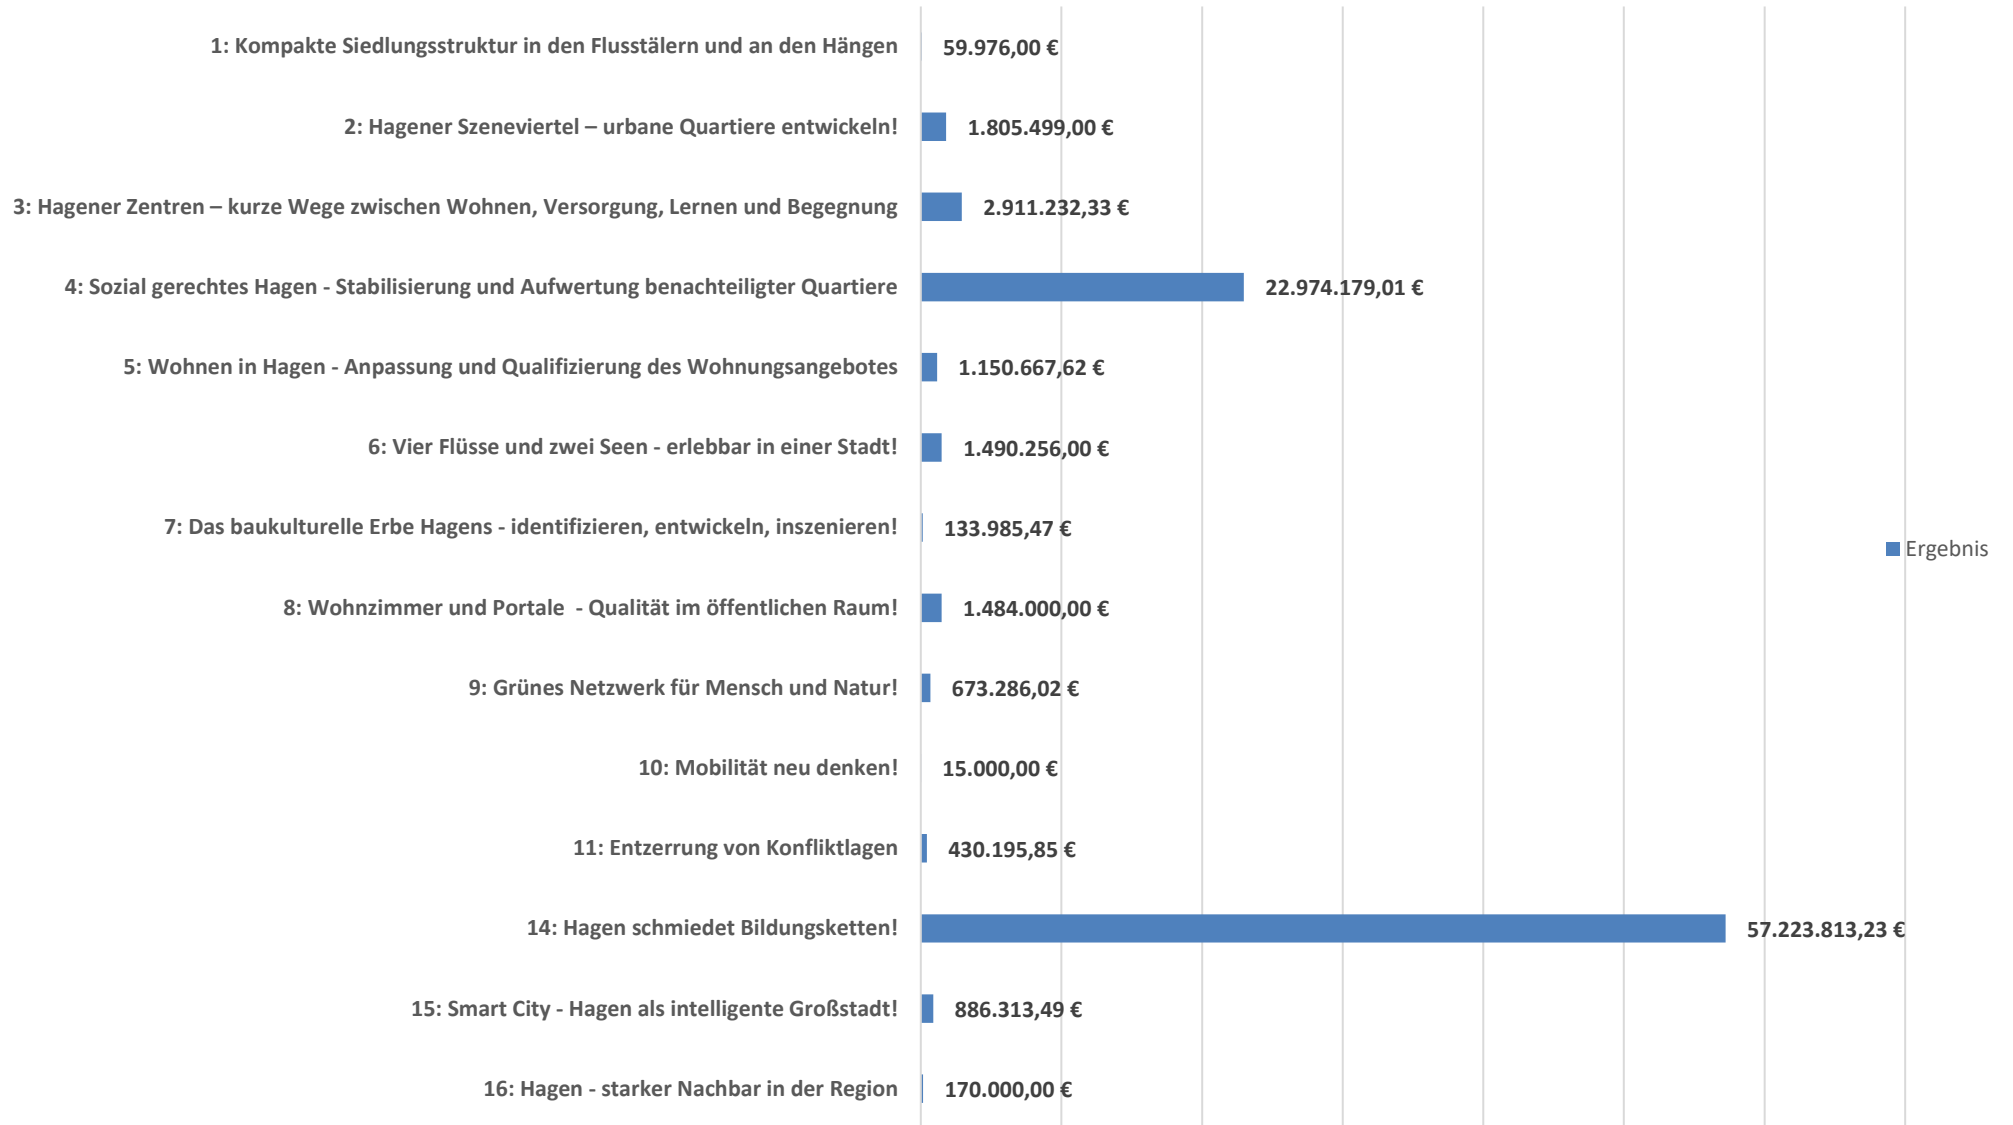 1: Kompakte Siedlungsstruktur in den Flusstälern und an den Hängen 59.976,00 €
2: Hagener Szeneviertel – urbane Quartiere entwickeln! 1.805.499,00 €
3: Hagener Zentren – kurze Wege zwischen Wohnen, Versorgung, Lernen und Begegnung 2.911.232,33 €
4: Sozial gerechtes Hagen - Stabilisierung und Aufwertung benachteiligter Quartiere 22.974.179,01 €
5: Wohnen in Hagen - Anpassung und Qualifizierung des Wohnungsangebotes 1.150.667,62 €
6: Vier Flüsse und zwei Seen - erlebbar in einer Stadt! 1.490.256,00 €
7: Das baukulturelle Erbe Hagens - identifizieren, entwickeln, inszenieren! 133.985,47 €
Ergebnis
8: Wohnzimmer und Portale  - Qualität im öffentlichen Raum! 1.484.000,00 €
9: Grünes Netzwerk für Mensch und Natur! 673.286,02 €
10: Mobilität neu denken! 15.000,00 €
11: Entzerrung von Konfliktlagen 430.195,85 €
14: Hagen schmiedet Bildungsketten! 57.223.813,23 €
15: Smart City - Hagen als intelligente Großstadt! 886.313,49 €
16: Hagen - starker Nachbar in der Region 170.000,00 €